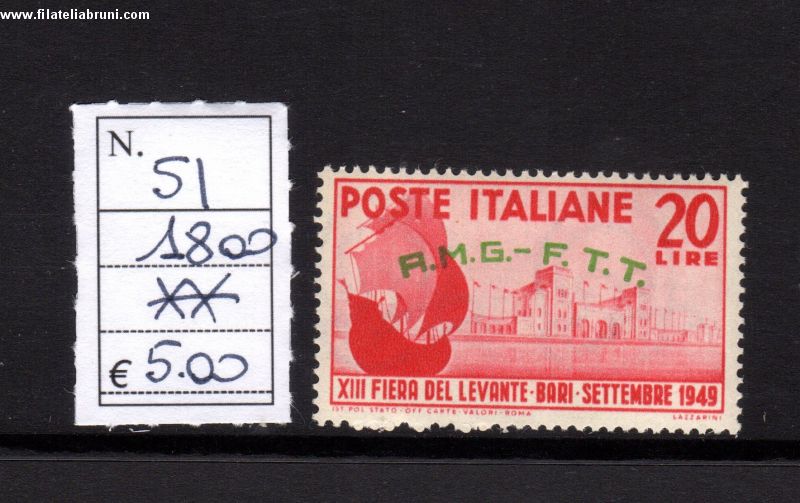 www.filateliabruni.com
N.
51
1800
XX
€ 5.00
POSTE ITALIANE 20
LIRE
A.M.G.-F.T.T.
XIII FIERA DEL LEVANTE·BARI·SETTEMBRE 1949
IST. POL. STATO-OFF. CARTE-VALORI-ROMA LAZZARINI